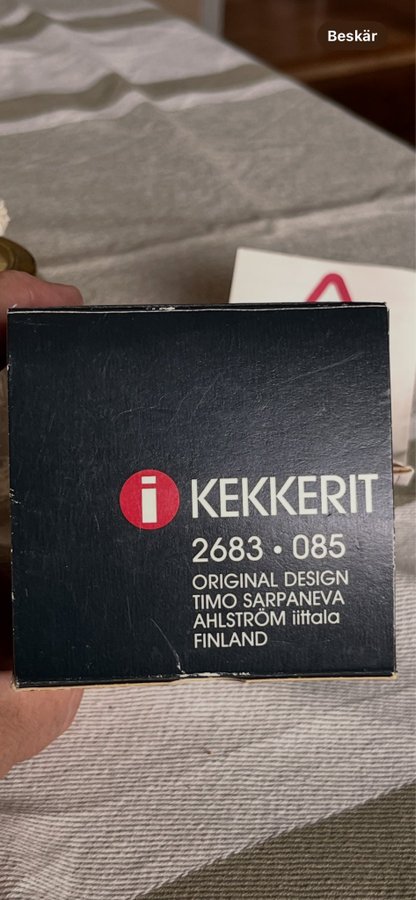 Beskär
i KEKKERIT
2683 • 085
ORIGINAL DESIGN
TIMO SARPANEVA
AHLSTRÖM iittala
FINLAND